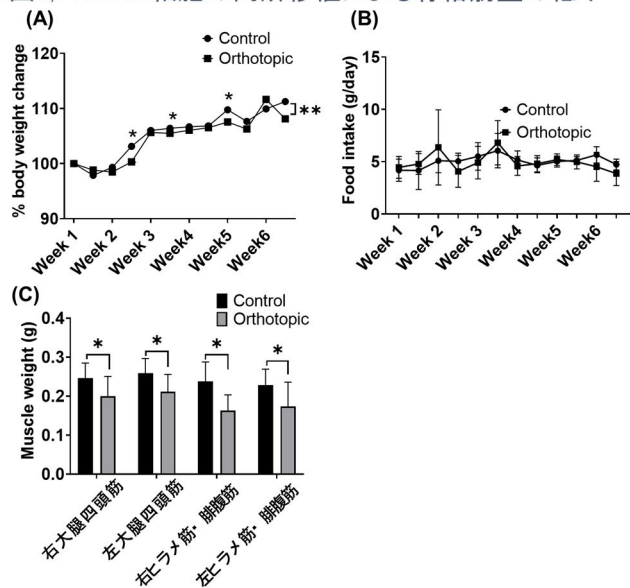 (A)
Control
Orthotopic
% body weight change
120
110
100
90
*
*
*
**
Week 1
Week 2
Week 3
Week4
Week5
Week6
(B)
Control
Orthotopic
Food intake (g/day)
15
10
5
0
Week 1
Week 2
Week 3
Week4
Week5
Week6
(C)
Control
Orthotopic
Muscle weight (g)
0.4
0.3
0.2
0.1
0.0
*
*
*
*
右大腿四頭筋
左大腿四頭筋
右ヒラメ筋・腓腹筋
左ヒラメ筋・腓腹筋